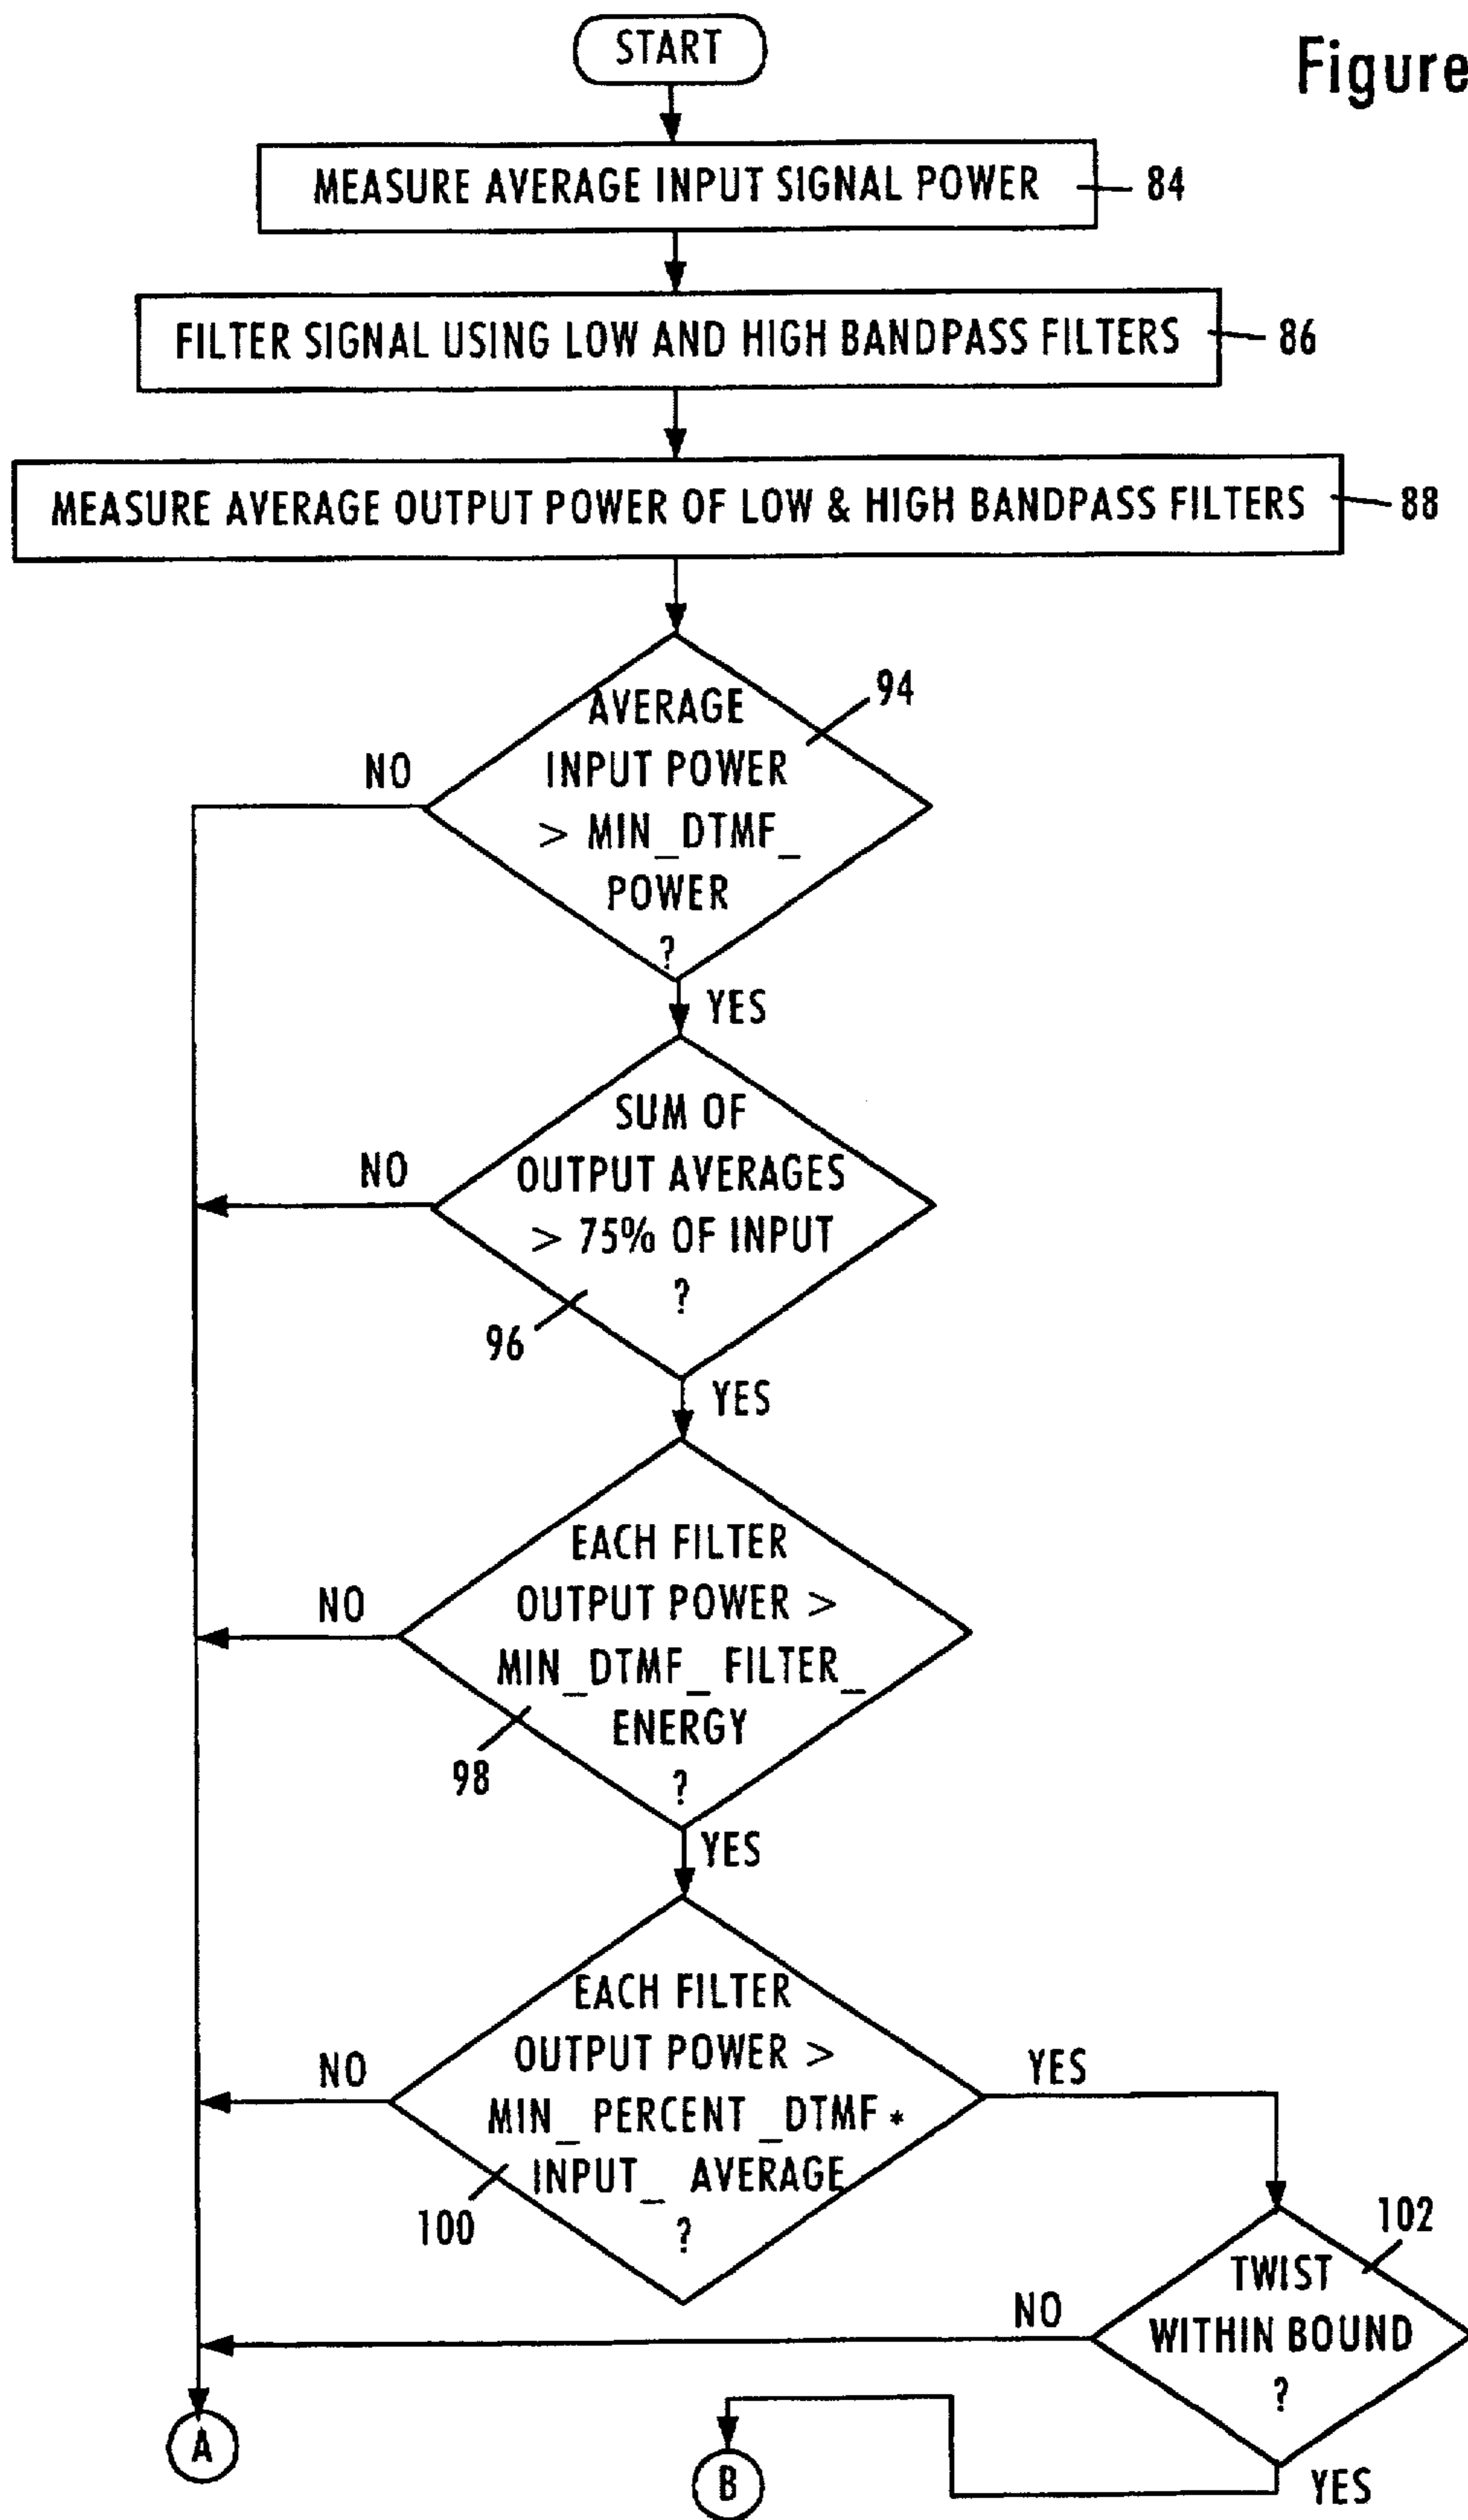 START
Figure
MEASURE AVERAGE INPUT SIGNAL POWER
84
FILTER SIGNAL USING LOW AND HIGH BANDPASS FILTERS
86
MEASURE AVERAGE OUTPUT POWER OF LOW & HIGH BANDPASS FILTERS
88
AVERAGE
INPUT POWER
> MIN_DTMF_
POWER
?
94
NO
YES
SUM OF
OUTPUT AVERAGES
> 75% OF INPUT
?
96
NO
YES
EACH FILTER
OUTPUT POWER >
MIN_DTMF_FILTER_
ENERGY
?
98
NO
YES
EACH FILTER
OUTPUT POWER >
MIN_PERCENT_DTMF *
INPUT_AVERAGE
?
100
NO
YES
102
TWIST
WITHIN BOUND
?
NO
YES
A
B